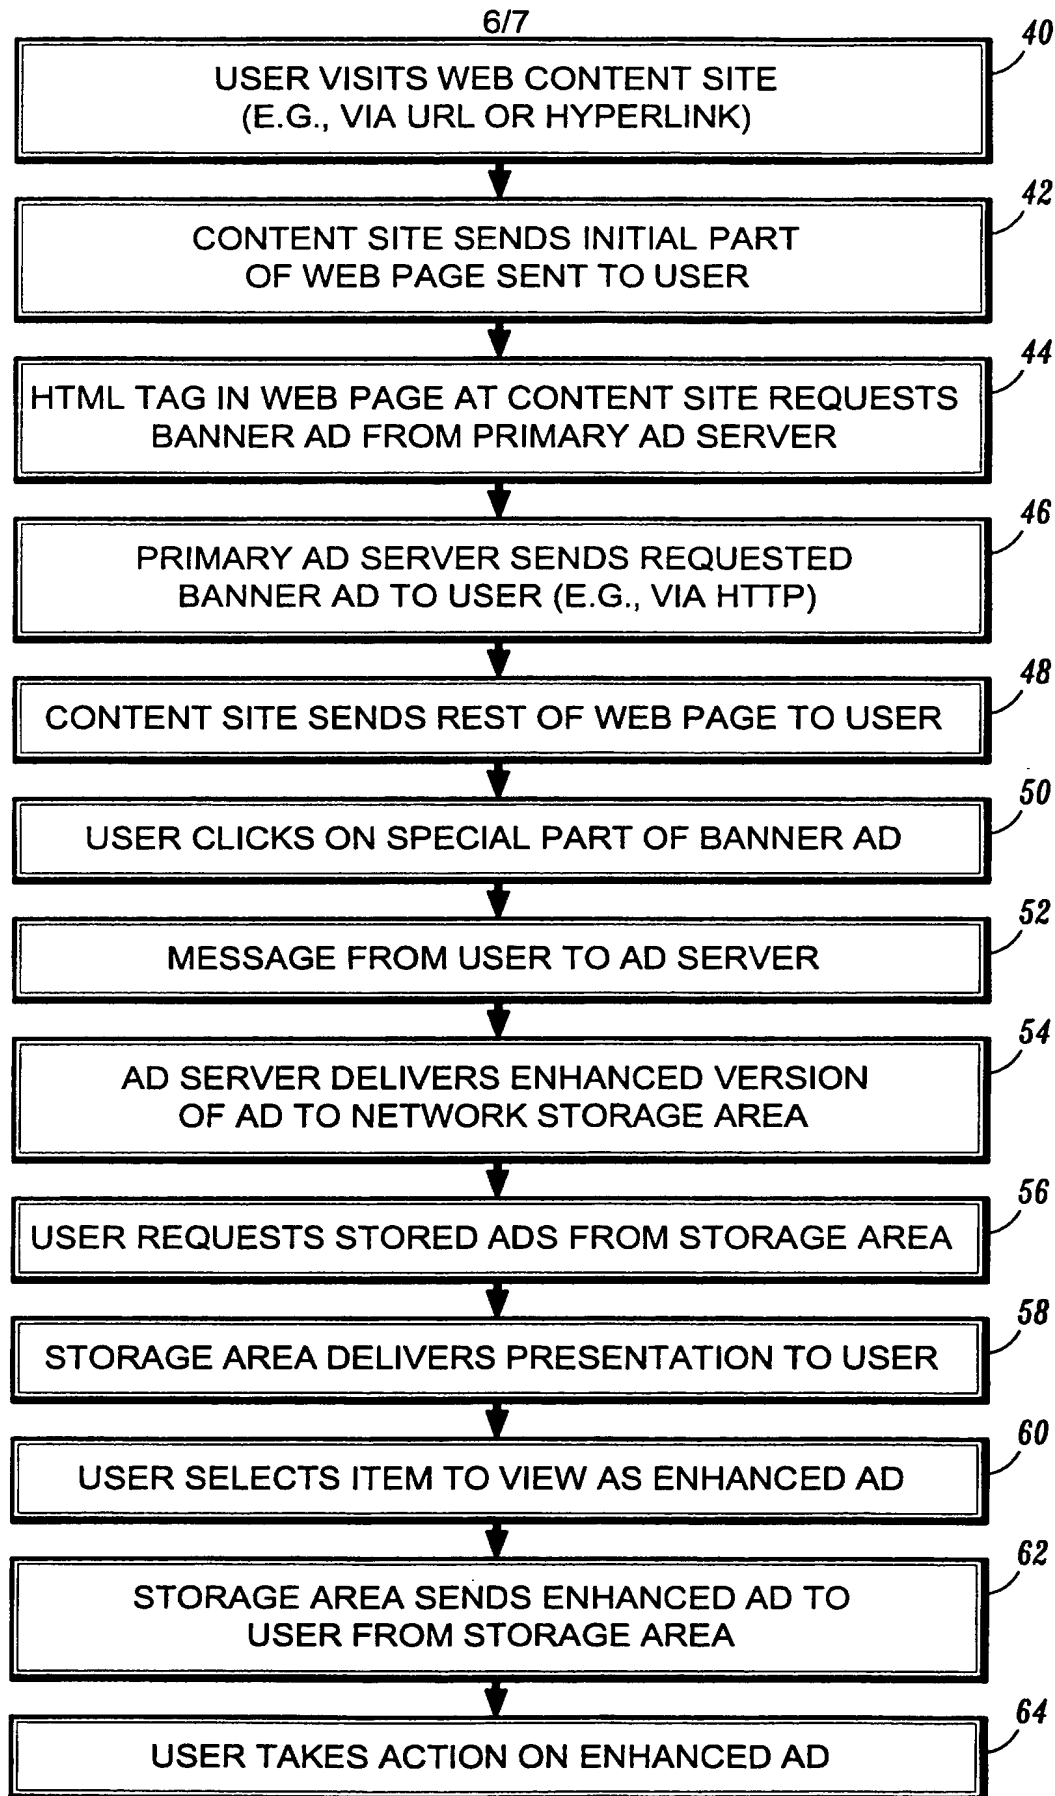 6/7
40
USER VISITS WEB CONTENT SITE
(E.G., VIA URL OR HYPERLINK)
42
CONTENT SITE SENDS INITIAL PART
OF WEB PAGE SENT TO USER
44
HTML TAG IN WEB PAGE AT CONTENT SITE REQUESTS
BANNER AD FROM PRIMARY AD SERVER
46
PRIMARY AD SERVER SENDS REQUESTED
BANNER AD TO USER (E.G., VIA HTTP)
48
CONTENT SITE SENDS REST OF WEB PAGE TO USER
50
USER CLICKS ON SPECIAL PART OF BANNER AD
52
MESSAGE FROM USER TO AD SERVER
54
AD SERVER DELIVERS ENHANCED VERSION
OF AD TO NETWORK STORAGE AREA
56
USER REQUESTS STORED ADS FROM STORAGE AREA
58
STORAGE AREA DELIVERS PRESENTATION TO USER
60
USER SELECTS ITEM TO VIEW AS ENHANCED AD
62
STORAGE AREA SENDS ENHANCED AD TO
USER FROM STORAGE AREA
64
USER TAKES ACTION ON ENHANCED AD